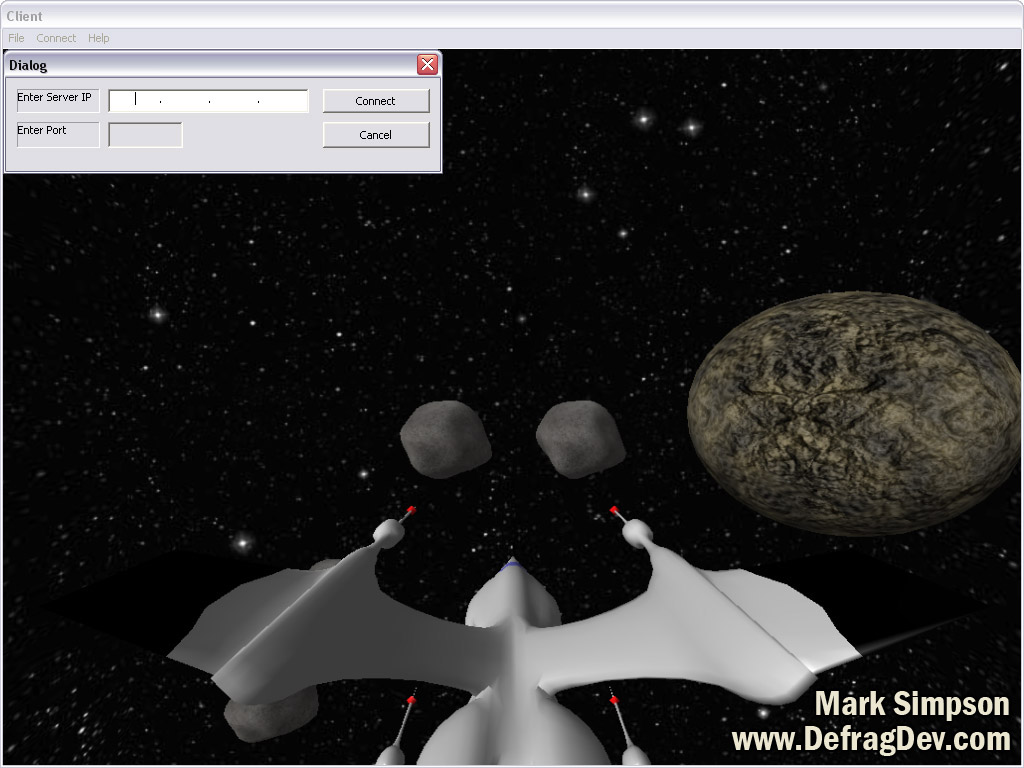 Client
File Connect Help
Dialog
Enter Server IP . . . Connect
Enter Port Cancel
Mark Simpson
www.DefragDev.com